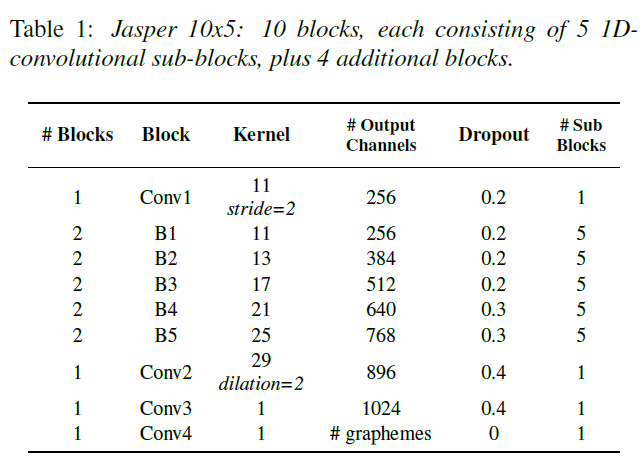 Table 1: Jasper 10x5: 10 blocks, each consisting of 5 1D-
convolutional sub-blocks, plus 4 additional blocks.
# Blocks Block Kernel # Output Channels Dropout # Sub Blocks
1 Conv1 11 stride=2 256 0.2 1
2 B1 11 256 0.2 5
2 B2 13 384 0.2 5
2 B3 17 512 0.2 5
2 B4 21 640 0.3 5
2 B5 25 768 0.3 5
1 Conv2 29 dilation=2 896 0.4 1
1 Conv3 1 1024 0.4 1
1 Conv4 1 # graphemes 0 1